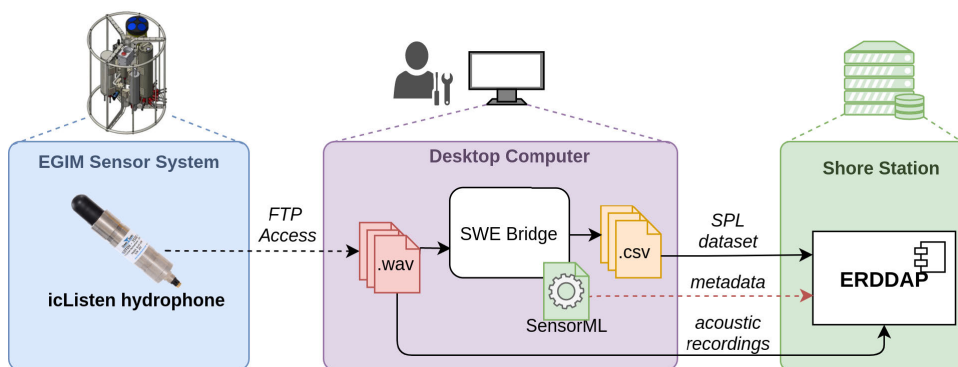 EGIM Sensor System
FTP
Access
icListen hydrophone
Desktop Computer
.wav
SWE Bridge
.csv
SensorML
SPL
dataset
metadata
acoustic
recordings
Shore Station
ERDDAP